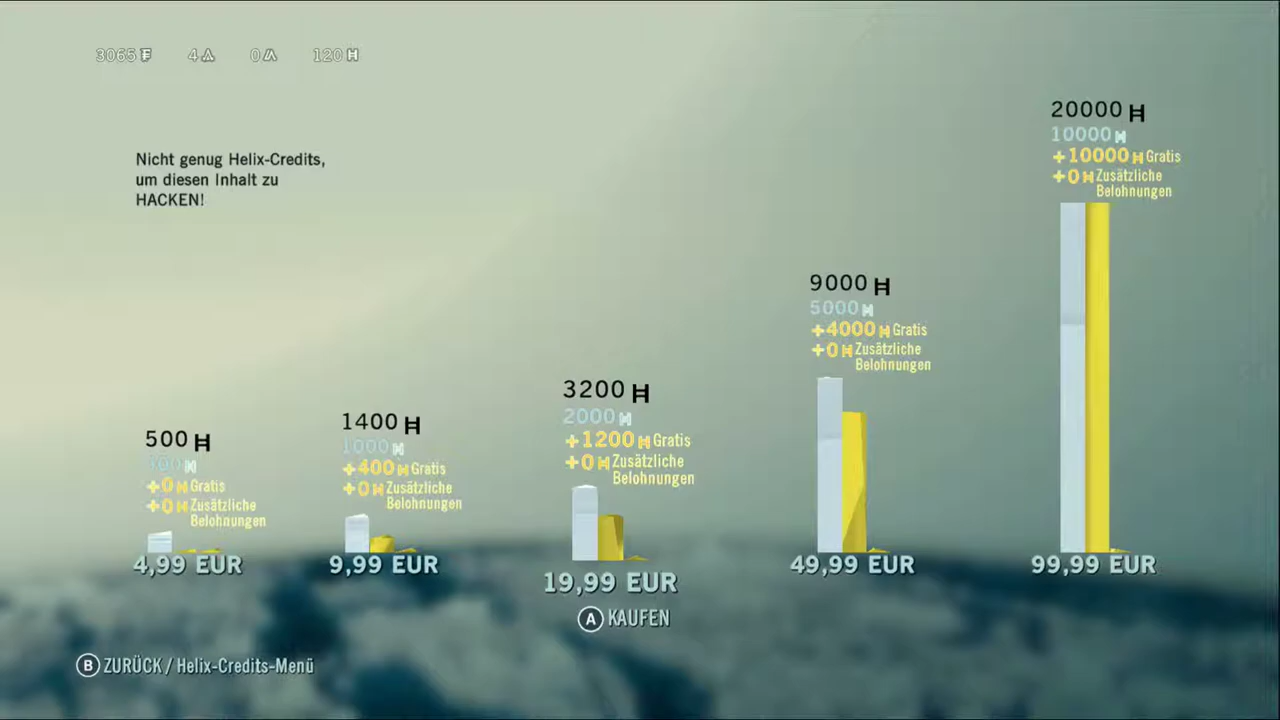 3065 4 0 120
Nicht genug Helix-Credits,
um diesen Inhalt zu
HACKEN!
500
+0 Gratis
+0 Zusätzliche
Belohnungen
4,99 EUR
1400
1000
+400 Gratis
+0 Zusätzliche
Belohnungen
9,99 EUR
3200
2000
+1200 Gratis
+0 Zusätzliche
Belohnungen
19,99 EUR
A KAUFEN
9000
5000
+4000 Gratis
+0 Zusätzliche
Belohnungen
49,99 EUR
20000
10000
+10000 Gratis
+0 Zusätzliche
Belohnungen
99,99 EUR
B ZURÜCK / Helix-Credits-Menü